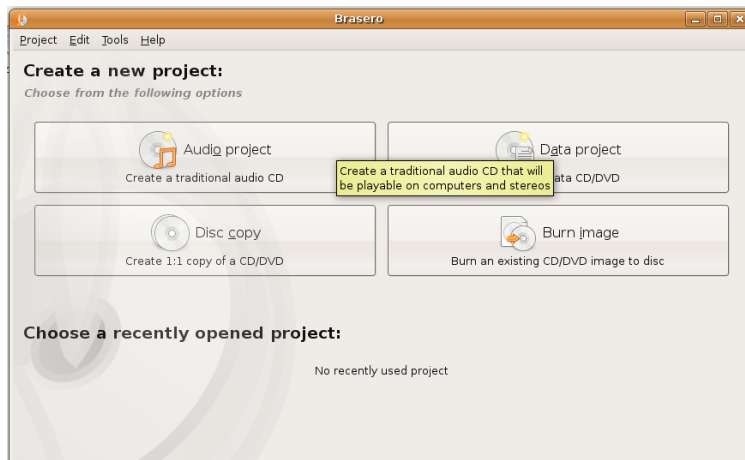 Brasero
Project Edit Tools Help
Create a new project:
Choose from the following options
Audio project
Create a traditional audio CD
Data project
ata CD/DVD
Create a traditional audio CD that will
be playable on computers and stereos
Disc copy
Create 1:1 copy of a CD/DVD
Burn image
Burn an existing CD/DVD image to disc
Choose a recently opened project:
No recently used project